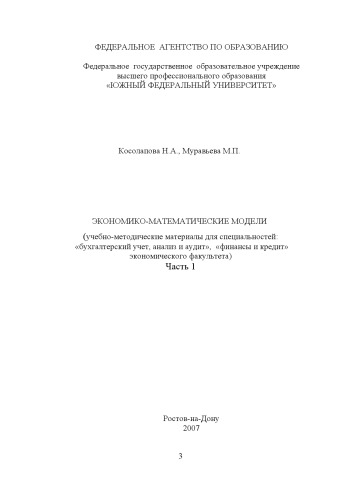 ФЕДЕРАЛЬНОЕ АГЕНТСТВО ПО ОБРАЗОВАНИЮ
Федеральное государственное образовательное учреждение
высшего профессионального образования
«ЮЖНЫЙ ФЕДЕРАЛЬНЫЙ УНИВЕРСИТЕТ»
Косолапова Н.А., Муравьева М.П.
ЭКОНОМИКО-МАТЕМАТИЧЕСКИЕ МОДЕЛИ
(учебно-методические материалы для специальностей:
«бухгалтерский учет, анализ и аудит», «финансы и кредит»
экономического факультета)
Часть 1
Ростов-на-Дону
2007
3